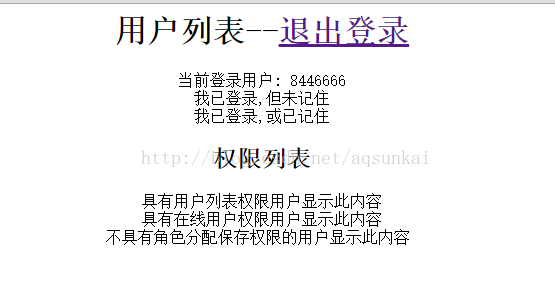 用户列表--退出登录
当前登录用户: 8446666
我已登录,但未记住
我已登录,或已记住
权限列表
http://blog.csdn.net/aqsunkai
具有用户列表权限用户显示此内容
具有在线用户权限用户显示此内容
不具有角色分配保存权限的用户显示此内容